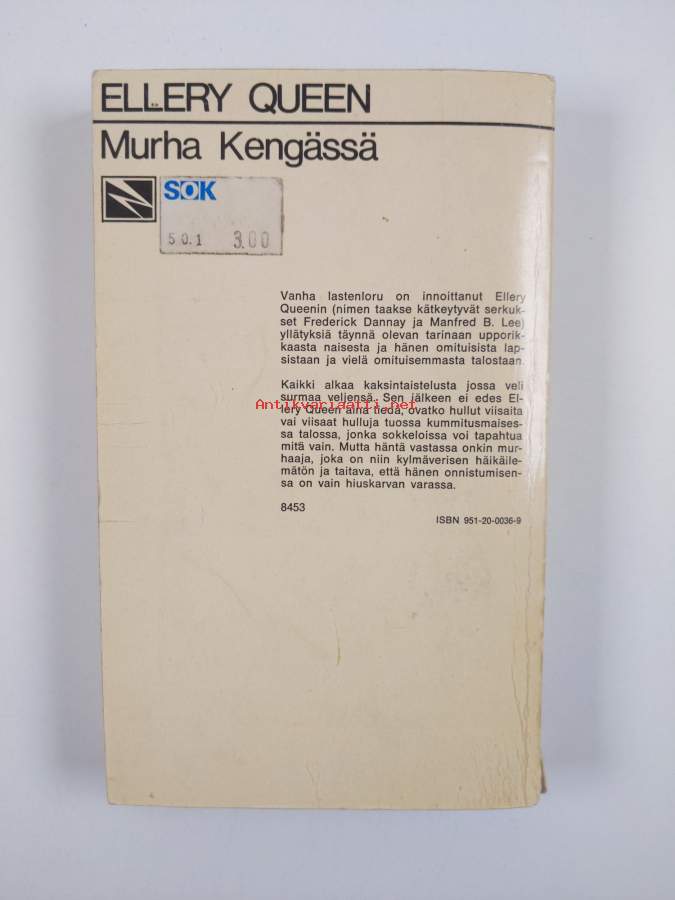 ELLERY QUEEN
Murha Kengässä
SOK
5 0. 1 3.00
Vanha lastenloru on innoittanut Ellery
Queenin (nimen taakse kätkeytyvät serkuk-
set Frederick Dannay ja Manfred B. Lee)
yllätyksiä täynnä olevan tarinaan upporik-
kaasta naisesta ja hänen omituisista lap-
sistaan ja vielä omituisemmasta talostaan.
Kaikki alkaa kaksintaistelusta jossa veli
surmaa veljensä. Sen jälkeen ei edes El-
Antikvariaatti.net
lery Queen aina tiedä, ovatko hullut viisaita
vai viisaat hulluja tuossa kummitusmaises-
sa talossa, jonka sokkeloissa voi tapahtua
mitä vain. Mutta häntä vastassa onkin mur-
haaja, joka on niin kylmäverisen häikäile-
mätön ja taitava, että hänen onnistumisen-
sa on vain hiuskarvan varassa.
8453
ISBN 951-20-0036-9